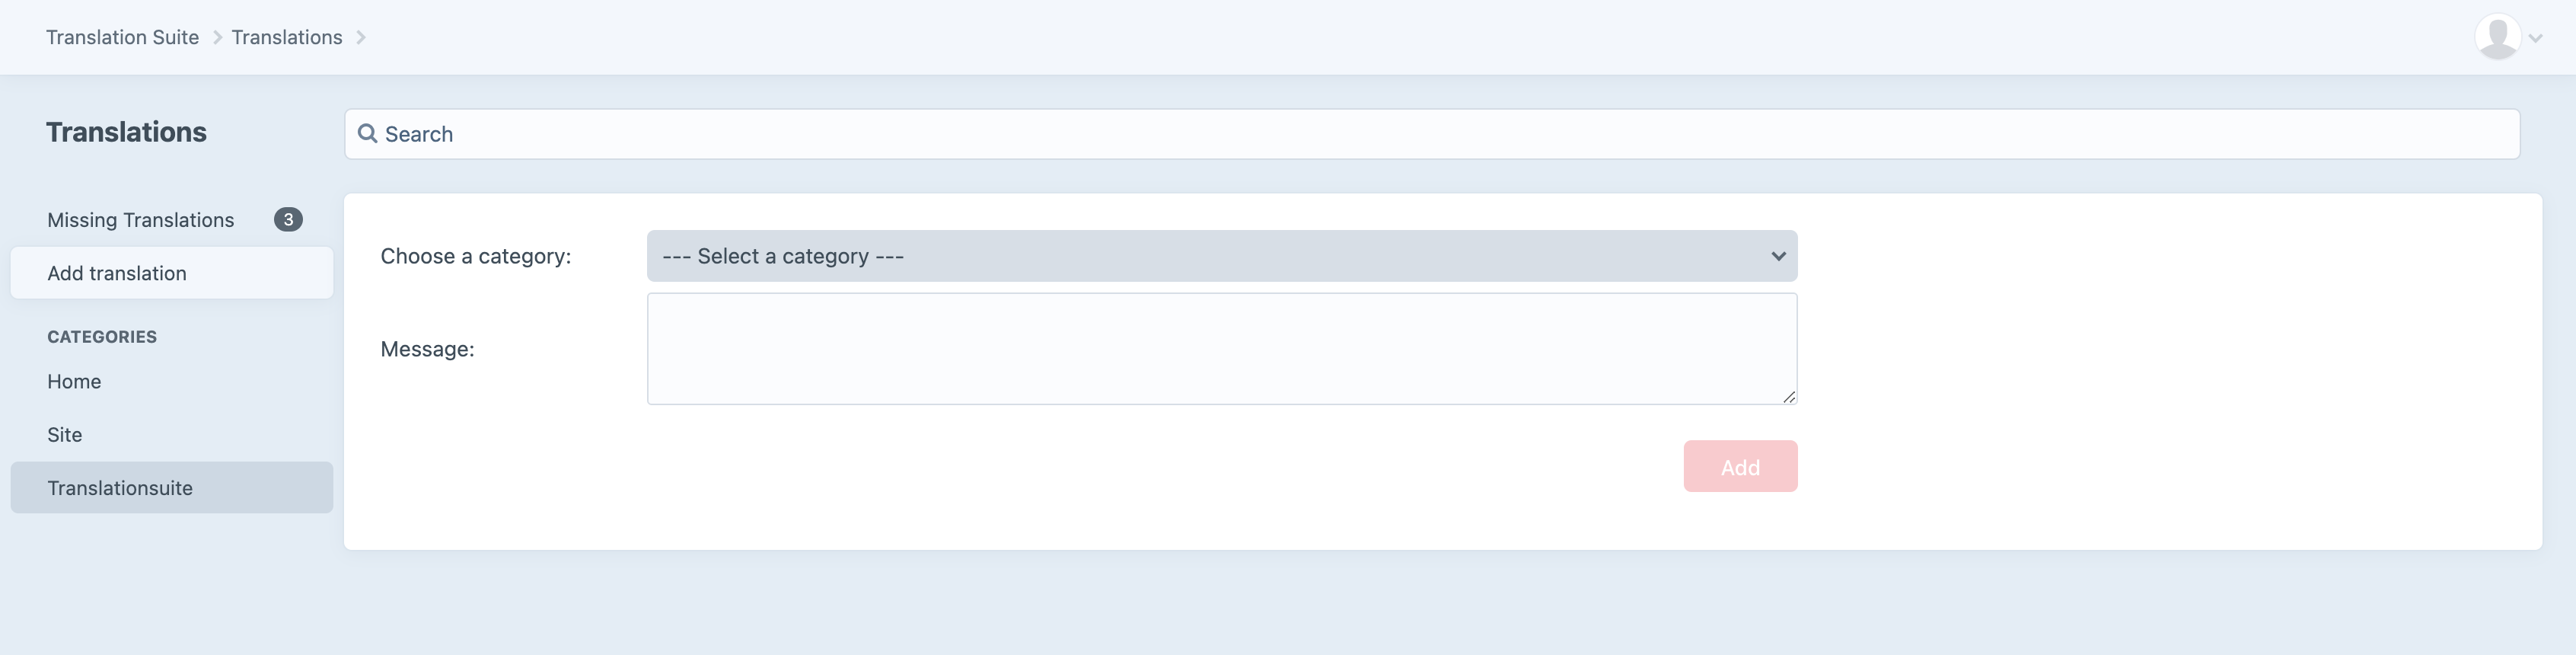 Translation Suite Translations
Translations
Search
Missing Translations 3
Add translation
CATEGORIES
Home
Site
Translationsuite
Choose a category: --- Select a category ---
Message:
Add